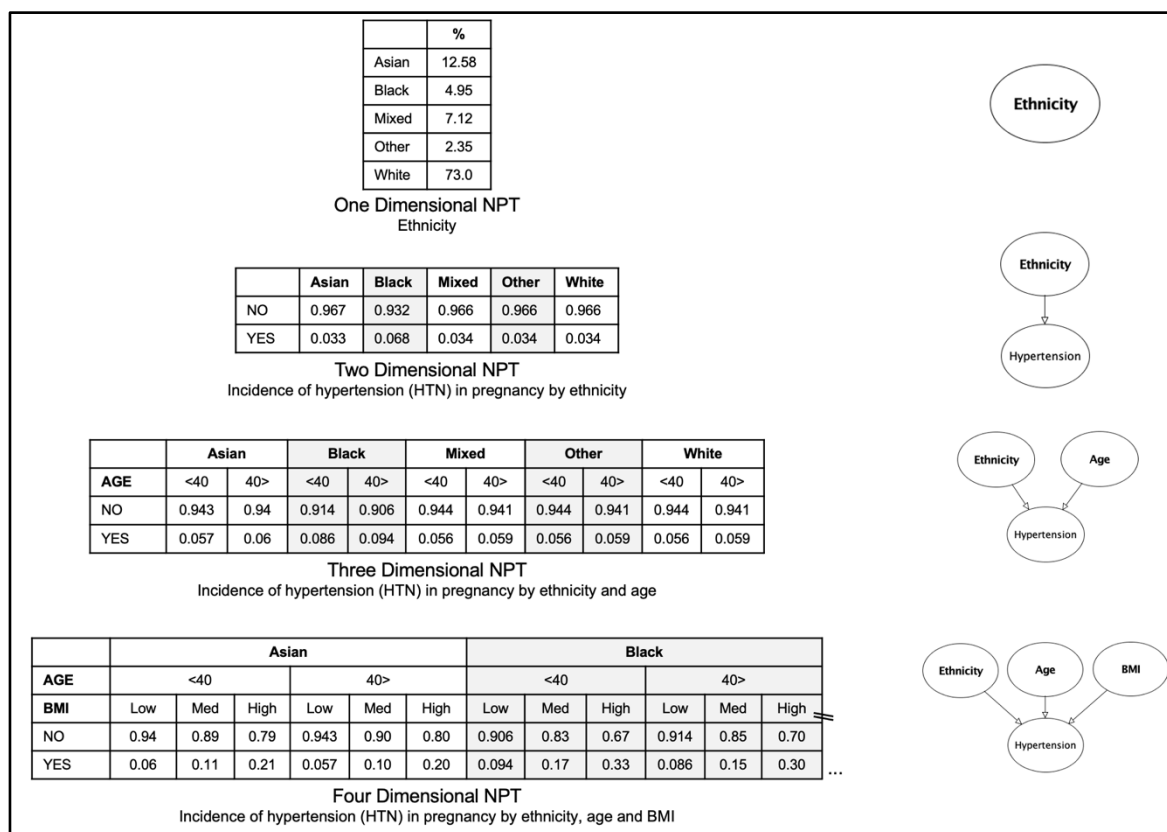 %
Asian 12.58
Black 4.95
Mixed 7.12
Other 2.35
White 73.0
One Dimensional NPT
Ethnicity
Ethnicity
Asian Black Mixed Other White
NO 0.967 0.932 0.966 0.966 0.966
YES 0.033 0.068 0.034 0.034 0.034
Two Dimensional NPT
Incidence of hypertension (HTN) in pregnancy by ethnicity
Ethnicity
Hypertension
Asian Black Mixed Other White
AGE <40 40> <40 40> <40 40> <40 40> <40 40>
NO 0.943 0.94 0.914 0.906 0.944 0.941 0.944 0.941 0.944 0.941
YES 0.057 0.06 0.086 0.094 0.056 0.059 0.056 0.059 0.056 0.059
Three Dimensional NPT
Incidence of hypertension (HTN) in pregnancy by ethnicity and age
Ethnicity Age
Hypertension
Asian Black
AGE <40 40> <40 40>
BMI Low Med High Low Med High Low Med High Low Med High
NO 0.94 0.89 0.79 0.943 0.90 0.80 0.906 0.83 0.67 0.914 0.85 0.70
YES 0.06 0.11 0.21 0.057 0.10 0.20 0.094 0.17 0.33 0.086 0.15 0.30 ...
Four Dimensional NPT
Incidence of hypertension (HTN) in pregnancy by ethnicity, age and BMI
Ethnicity Age BMI
Hypertension